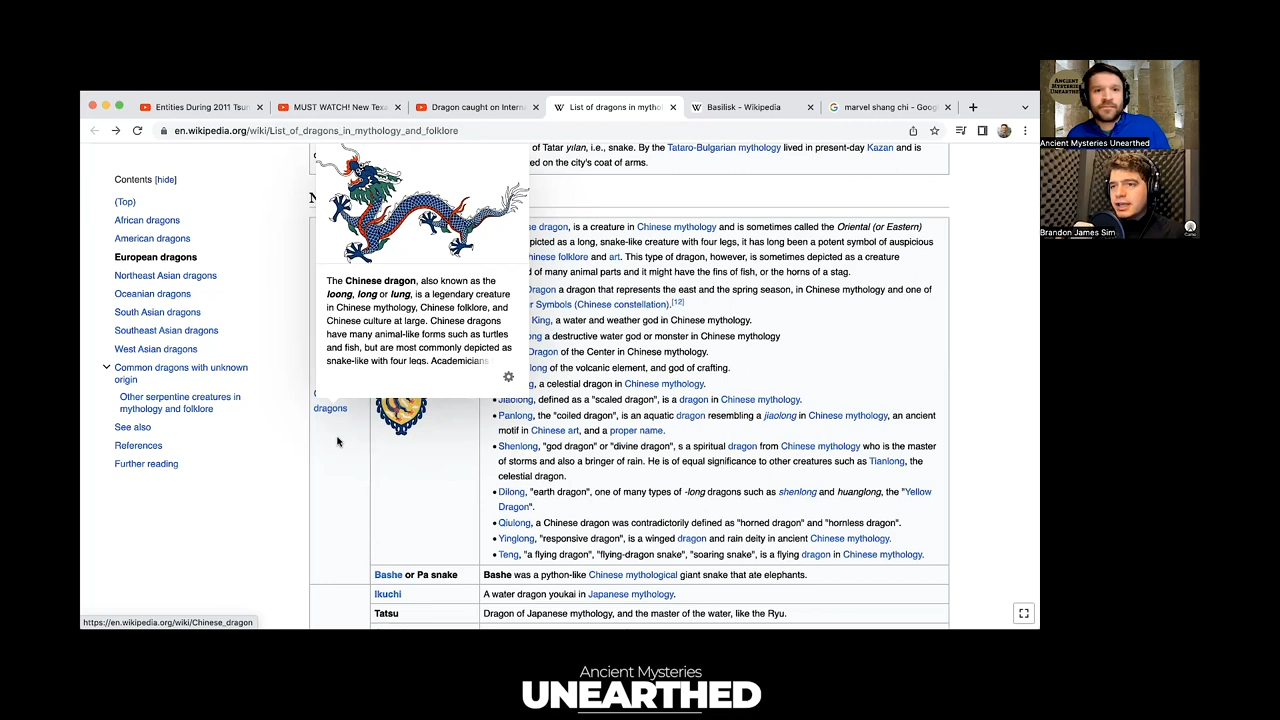 Entities During 2011 Tsun
MUST WATCH! New Texa
Dragon caught on Interna
List of dragons in mythol
Basilisk - Wikipedia
marvel shang chi - Goog
en.wikipedia.org/wiki/List_of_dragons_in_mythology_and_folklore
Contents [hide]
(Top)
African dragons
American dragons
European dragons
Northeast Asian dragons
Oceanian dragons
South Asian dragons
Southeast Asian dragons
West Asian dragons
Common dragons with unknown
origin
Other serpentine creatures in
mythology and folklore
See also
References
Further reading
of Tatar yilan, i.e., snake. By the Tataro-Bulgarian mythology lived in present-day Kazan and is
ed on the city's coat of arms.
The Chinese dragon, also known as the
loong, long or lung, is a legendary creature
in Chinese mythology, Chinese folklore, and
Chinese culture at large. Chinese dragons
have many animal-like forms such as turtles
and fish, but are most commonly depicted as
snake-like with four legs. Academicians
dragons
se dragon, is a creature in Chinese mythology and is sometimes called the Oriental (or Eastern)
picted as a long, snake-like creature with four legs, it has long been a potent symbol of auspicious
hinese folklore and art. This type of dragon, however, is sometimes depicted as a creature
d of many animal parts and it might have the fins of fish, or the horns of a stag.
Dragon a dragon that represents the east and the spring season, in Chinese mythology and one of
r Symbols (Chinese constellation).[12]
King, a water and weather god in Chinese mythology.
ong a destructive water god or monster in Chinese mythology
Dragon of the Center in Chinese mythology.
long of the volcanic element, and god of crafting.
g, a celestial dragon in Chinese mythology.
• Jiaolong, defined as a "scaled dragon", is a dragon in Chinese mythology.
• Panlong, the "coiled dragon", is an aquatic dragon resembling a jiaolong in Chinese mythology, an ancient
motif in Chinese art, and a proper name.
• Shenlong, "god dragon" or "divine dragon", s a spiritual dragon from Chinese mythology who is the master
of storms and also a bringer of rain. He is of equal significance to other creatures such as Tianlong, the
celestial dragon.
• Dilong, "earth dragon", one of many types of -long dragons such as shenlong and huanglong, the "Yellow
Dragon".
• Qiulong, a Chinese dragon was contradictorily defined as "horned dragon" and "hornless dragon".
• Yinglong, "responsive dragon", is a winged dragon and rain deity in ancient Chinese mythology.
• Teng, "a flying dragon", "flying-dragon snake", "soaring snake", is a flying dragon in Chinese mythology.
Bashe or Pa snake
Bashe was a python-like Chinese mythological giant snake that ate elephants.
Ikuchi
A water dragon youkai in Japanese mythology.
Tatsu
Dragon of Japanese mythology, and the master of the water, like the Ryu.
https://en.wikipedia.org/wiki/Chinese_dragon
ANCIENT
MYSTERIES
UNEARTHED
Ancient Mysteries Unearthed
Brandon James Sim
Ancient Mysteries
UNEARTHED